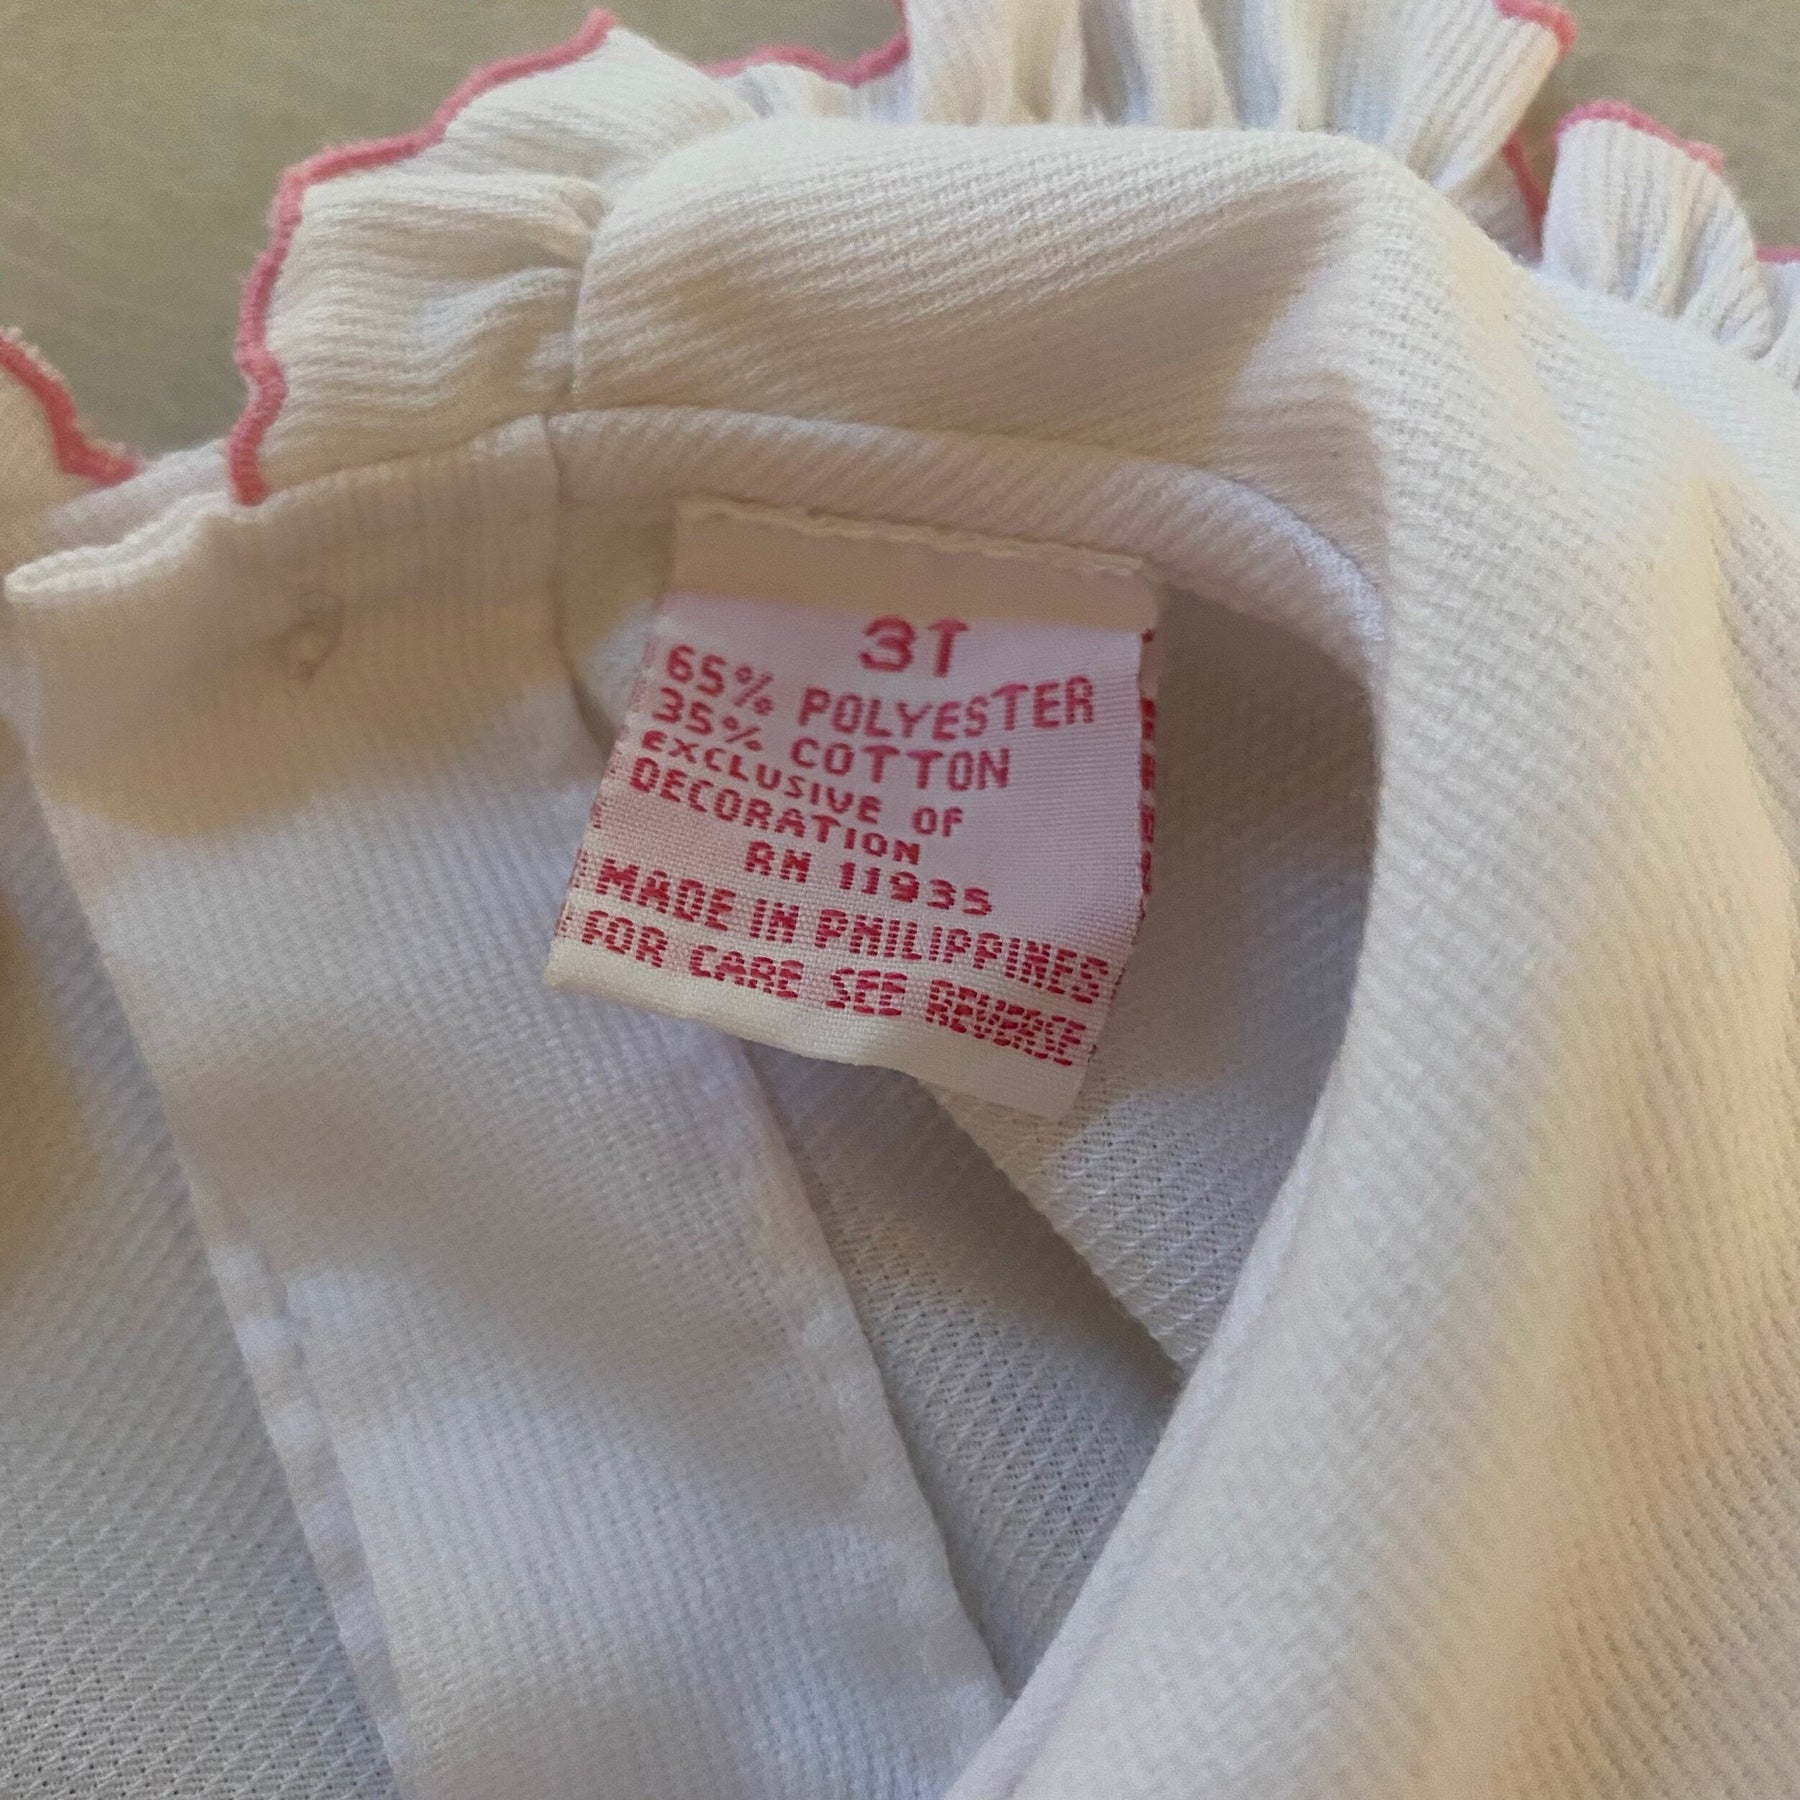 3T
65% POLYESTER
35% COTTON
EXCLUSIVE OF
DECORATION
RN 11935
MADE IN PHILIPPINES
FOR CARE SEE REVERSE